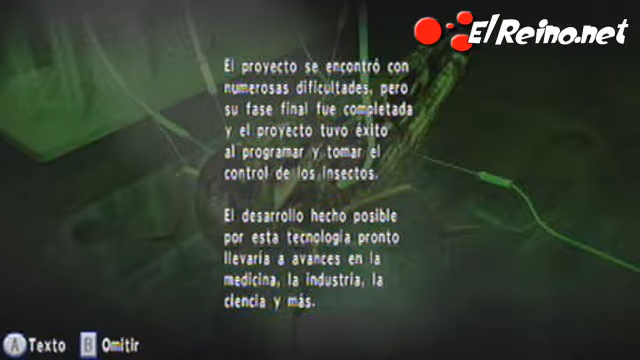 ElReino.net
El proyecto se encontró con
numerosas dificultades, pero
su fase final fue completada
y el proyecto tuvo éxito
al programar y tomar el
control de los insectos.
El desarrollo hecho posible
por esta tecnología pronto
llevaría a avances en la
medicina, la industria, la
ciencia y más.
A Texto B Omitir